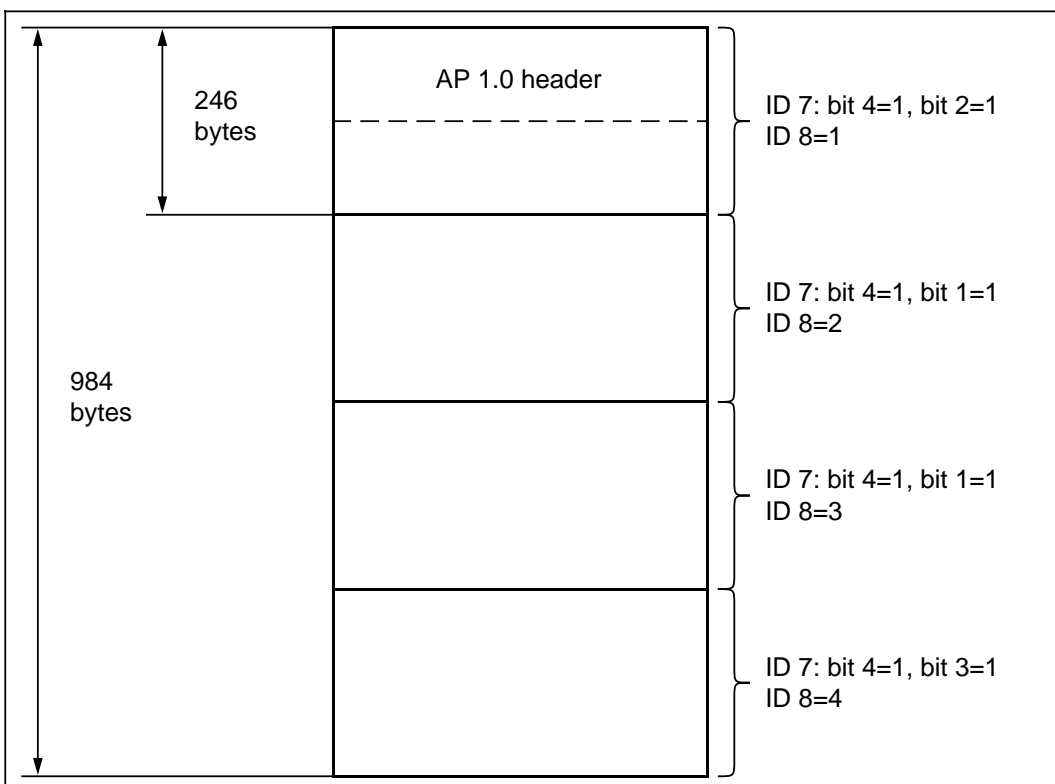 AP 1.0 header
246
bytes
ID 7: bit 4=1, bit 2=1
ID 8=1
ID 7: bit 4=1, bit 1=1
ID 8=2
984
bytes
ID 7: bit 4=1, bit 1=1
ID 8=3
ID 7: bit 4=1, bit 3=1
ID 8=4